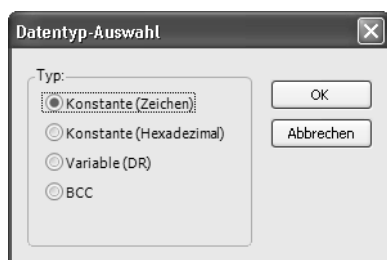 Datentyp-Auswahl
Typ:
Konstante (Zeichen)
Konstante (Hexadezimal)
Variable (DR)
BCC
OK
Abbrechen